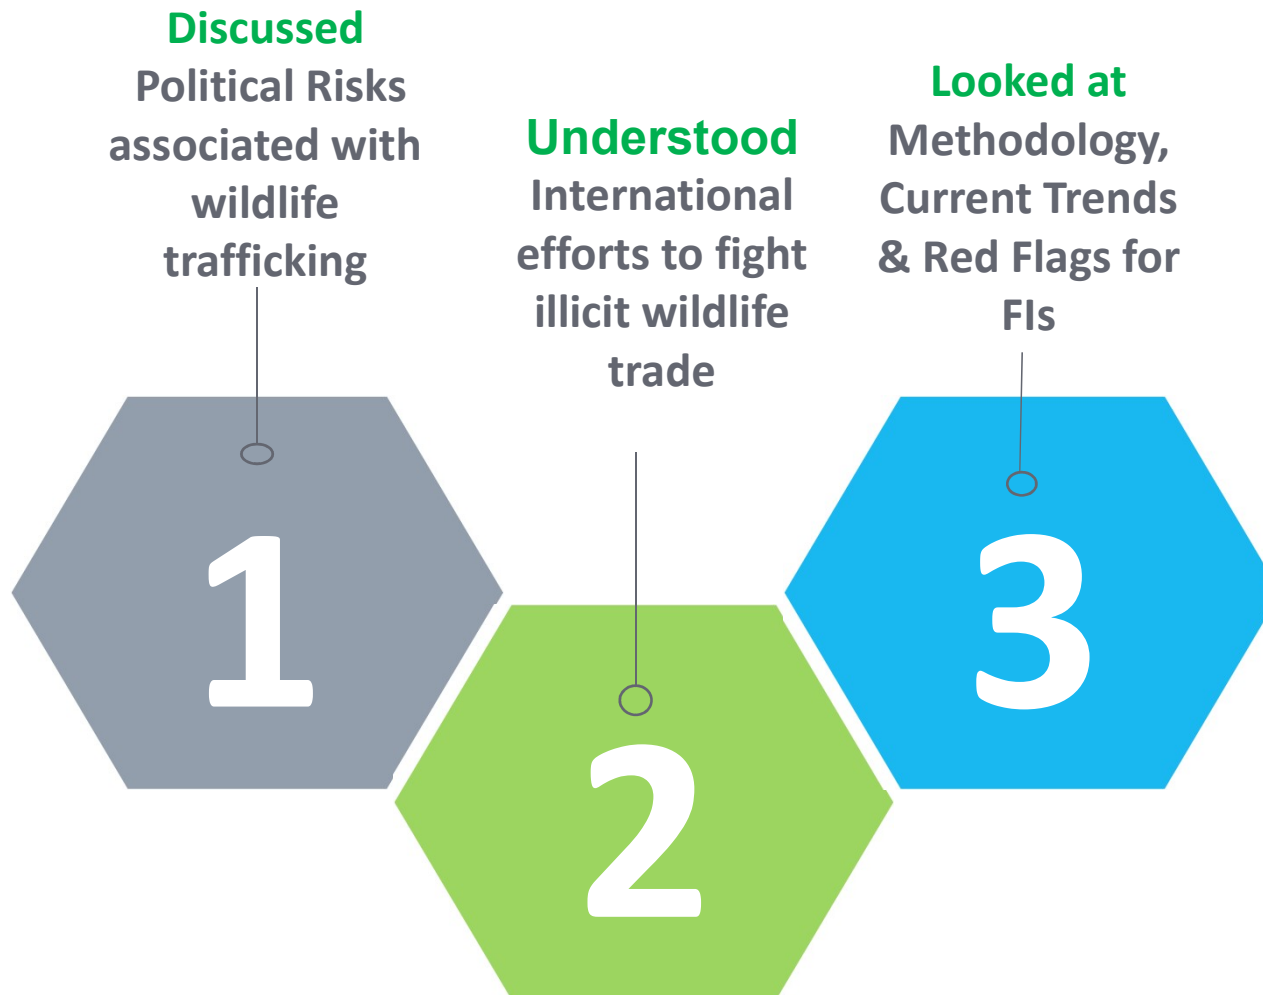 Discussed
Political Risks
associated with
wildlife
trafficking
1
Understood
International
efforts to fight
illicit wildlife
trade
2
Looked at
Methodology,
Current Trends
& Red Flags for
FIs
3